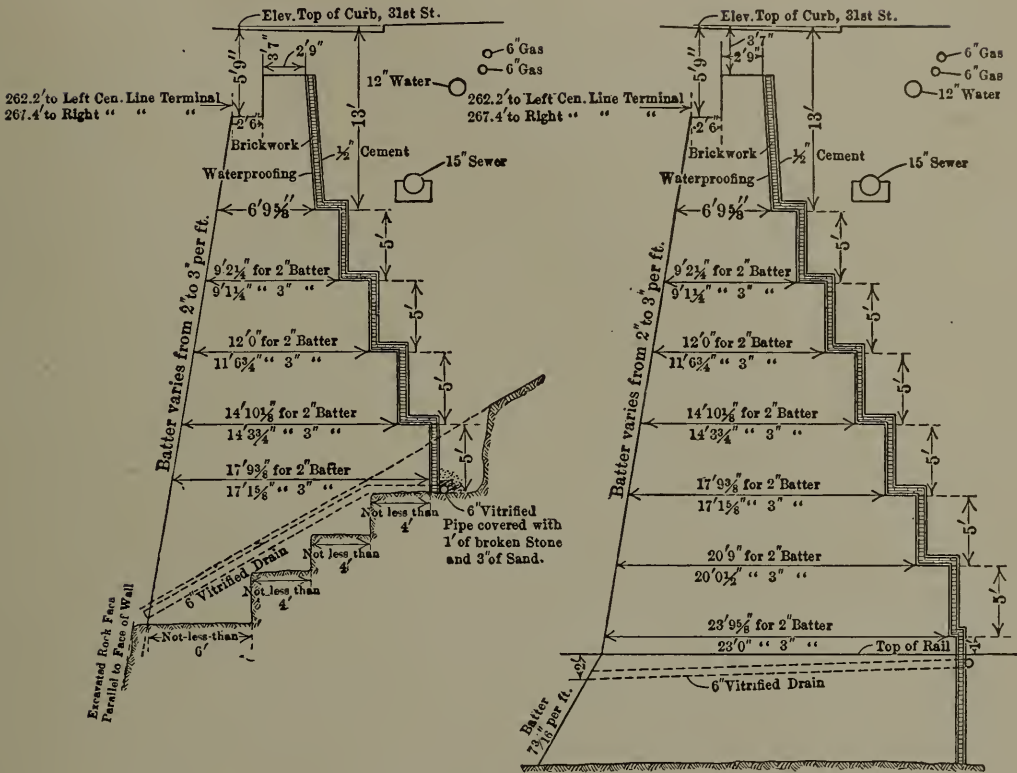 Elev. Top of Curb, 31st St.
5'9"
3'7"
2'9"
6"Gas
6"Gas
12"Water
262.2'to Left Cen. Line Terminal
267.4'to Right " " "
2'6"
13'
Brickwork
½" Cement
Waterproofing
15"Sewer
6'9⅝"
5'
Batter varies from 2" to 3" per ft.
9'2¼" for 2"Batter
9'1¼" " 3" "
5'
12'0" for 2"Batter
11'6¾" " 3" "
5'
14'10⅛" for 2"Batter
14'3¾" " 3" "
5'
17'9⅜" for 2"Batter
17'1⅝" " 3" "
Not less than
4'
6"Vitrified
Pipe covered with
1'of broken Stone
and 3"of Sand.
Not less than
4'
6"Vitrified Drain
Not less than
4'
Not less than
6'
Excavated Rock Face
Parallel to Face of Wall
Elev. Top of Curb, 31st St.
5'9"
3'7"
2'9"
6"Gas
6"Gas
12"Water
262.2'to Left Cen. Line Terminal
267.4'to Right " " "
2'6"
13'
Brickwork
½" Cement
Waterproofing
15"Sewer
6'9⅝"
5'
Batter varies from 2" to 3" per ft.
9'2¼" for 2"Batter
9'1¼" " 3" "
5'
12'0" for 2"Batter
11'6¾" " 3" "
5'
14'10⅛" for 2"Batter
14'3¾" " 3" "
5'
17'9⅜" for 2"Batter
17'1⅝" " 3" "
5'
20'9" for 2"Batter
20'0½" " 3" "
5'
23'9⅝" for 2"Batter
23'0" " 3" "
Top of Rail
1'
2'
6"Vitrified Drain
Batter
7 3/16" per ft.